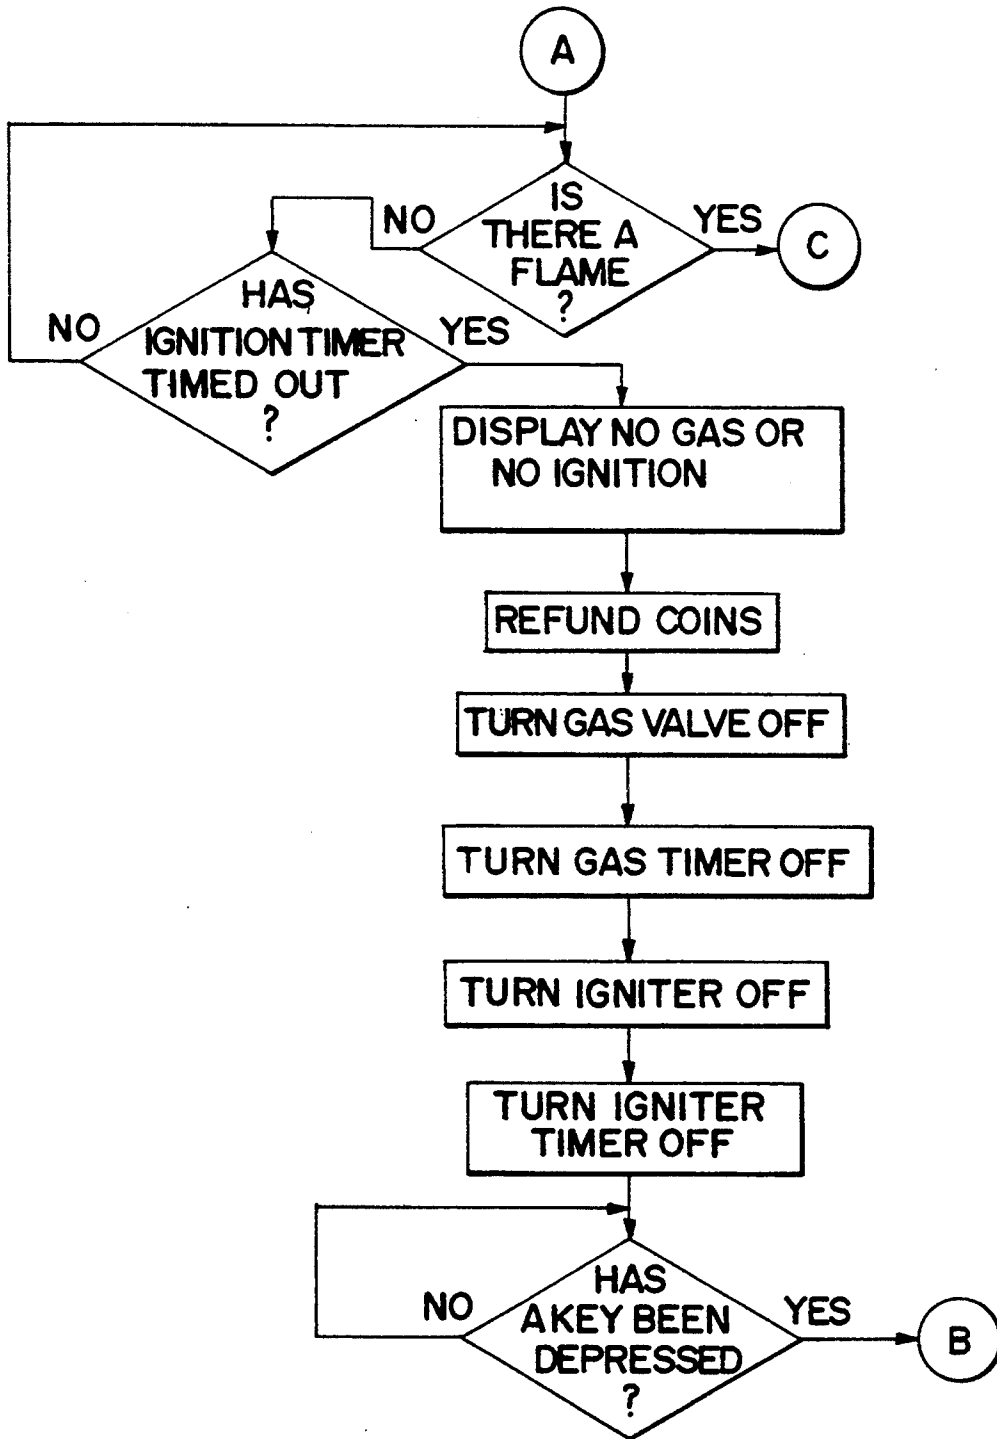 A
IS
THERE A
FLAME
?
NO
YES
C
HAS
IGNITION TIMER
TIMED OUT
?
NO
YES
DISPLAY NO GAS OR
NO IGNITION
REFUND COINS
TURN GAS VALVE OFF
TURN GAS TIMER OFF
TURN IGNITER OFF
TURN IGNITER
TIMER OFF
HAS
A KEY BEEN
DEPRESSED
?
NO
YES
B